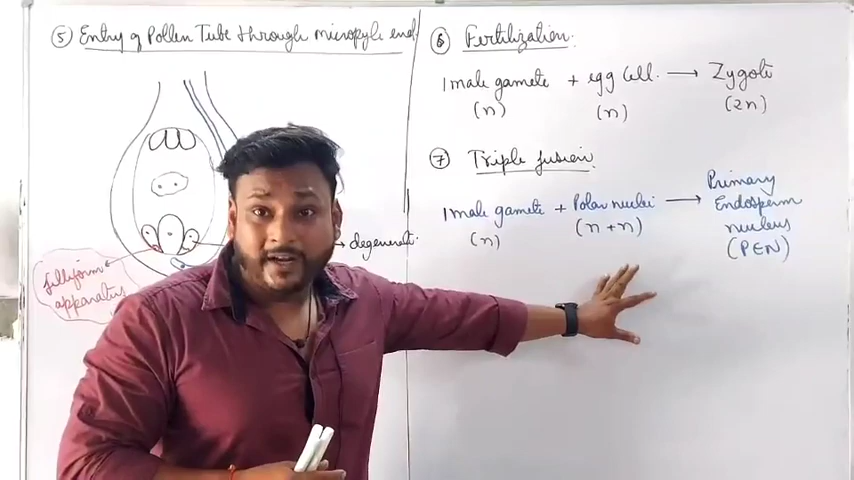 ⑤ Entry of Pollen Tube through micropyle end
filliform
apparatus
degenerate.
⑥ Fertilization
1 male gamete + egg Cell. → Zygote
(n) (n) (2n)
⑦ Triple fusion
1 male gamete + Polar nuclei → Primary Endosperm nucleus
(n) (n+n) (PEN)